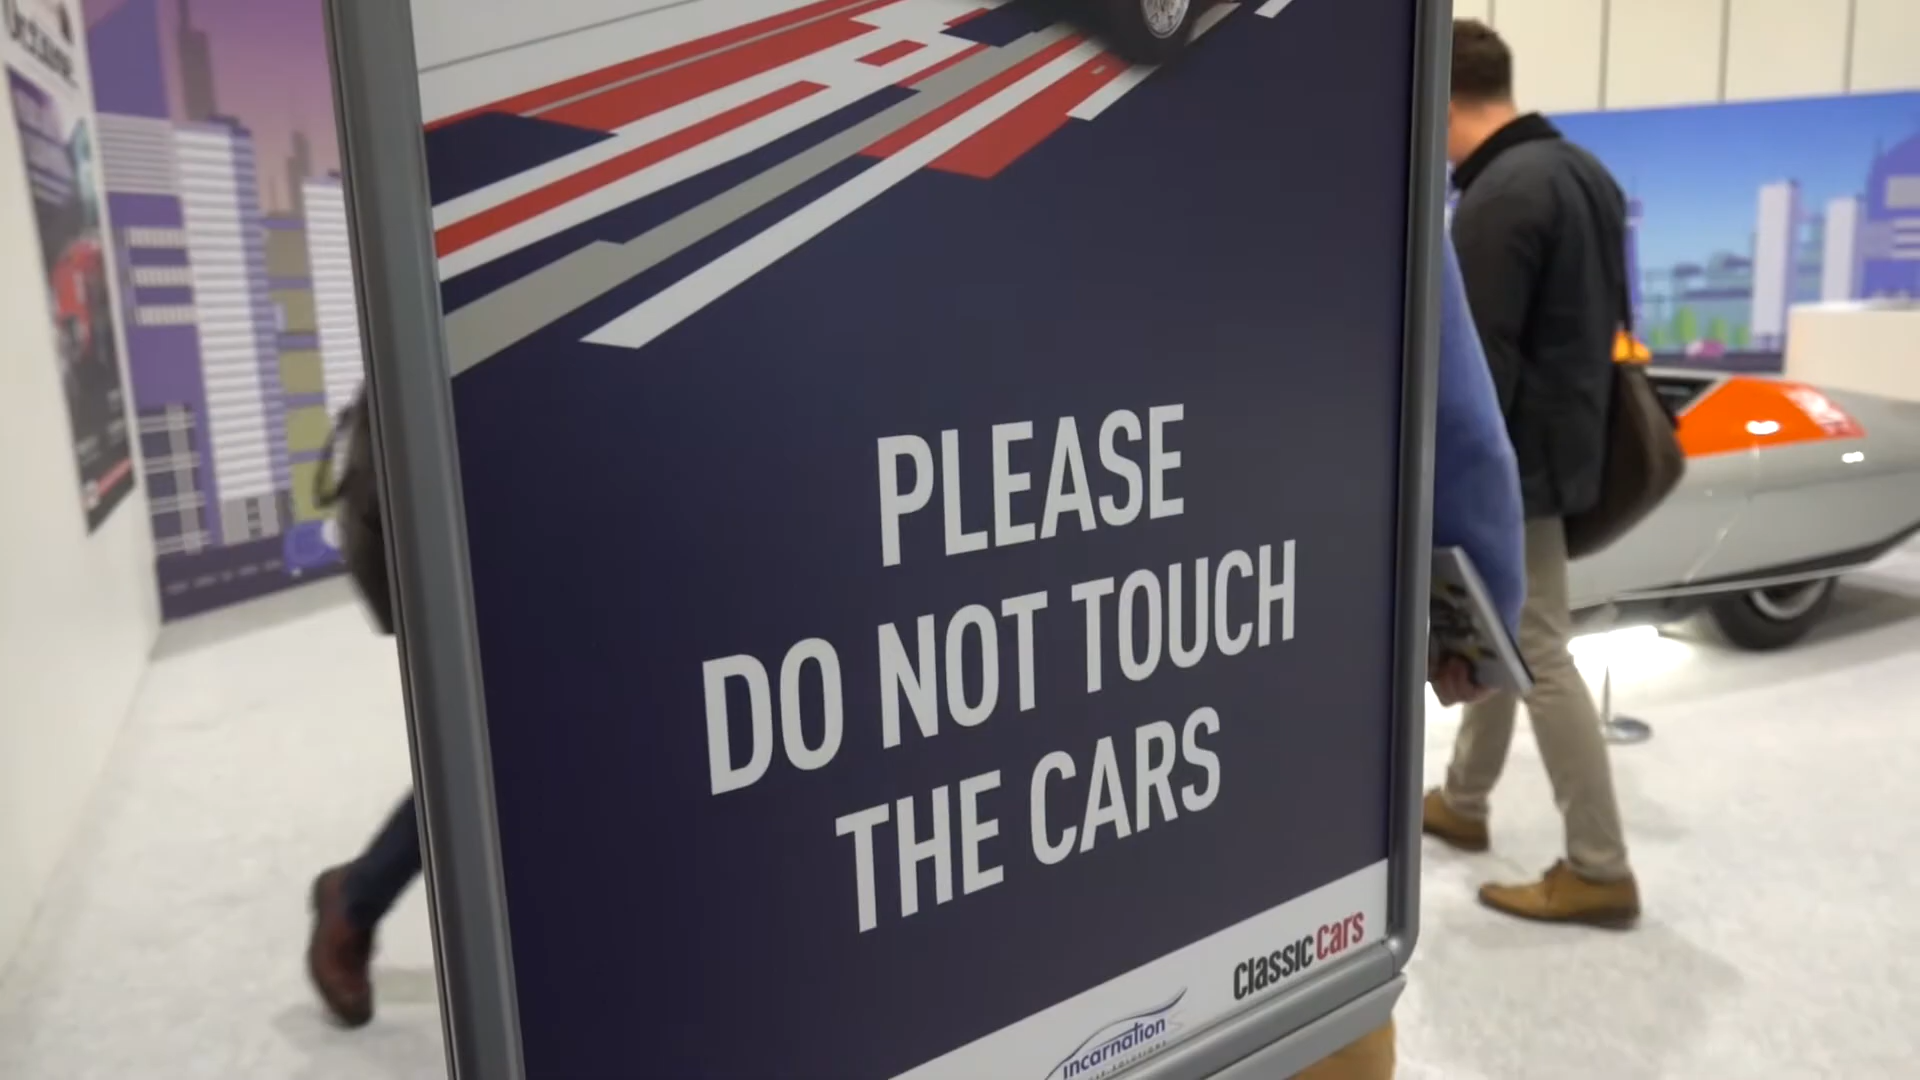 PLEASE
DO NOT TOUCH
THE CARS
Classic Cars
incarnation